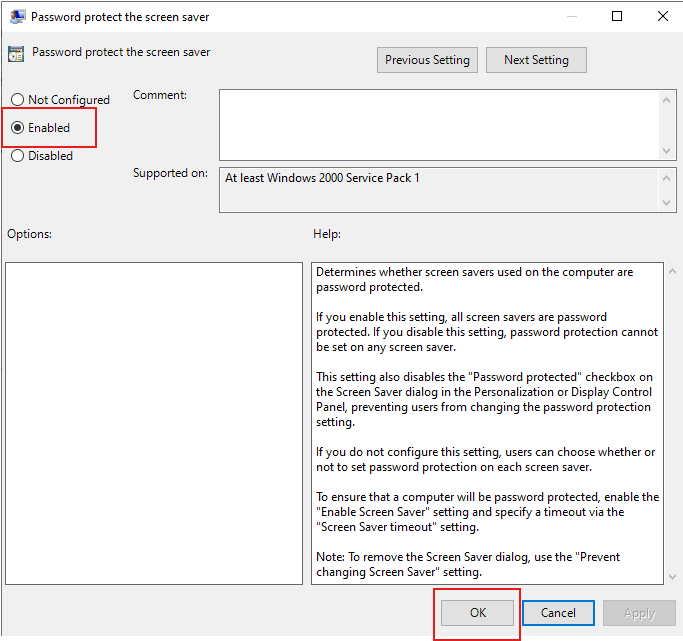 Password protect the screen saver
Password protect the screen saver
Previous Setting
Next Setting
Not Configured
Enabled
Disabled
Comment:
Supported on:
At least Windows 2000 Service Pack 1
Options:
Help:
Determines whether screen savers used on the computer are
password protected.
If you enable this setting, all screen savers are password
protected. If you disable this setting, password protection cannot
be set on any screen saver.
This setting also disables the "Password protected" checkbox on
the Screen Saver dialog in the Personalization or Display Control
Panel, preventing users from changing the password protection
setting.
If you do not configure this setting, users can choose whether or
not to set password protection on each screen saver.
To ensure that a computer will be password protected, enable the
"Enable Screen Saver" setting and specify a timeout via the
"Screen Saver timeout" setting.
Note: To remove the Screen Saver dialog, use the "Prevent
changing Screen Saver" setting.
OK
Cancel
Apply